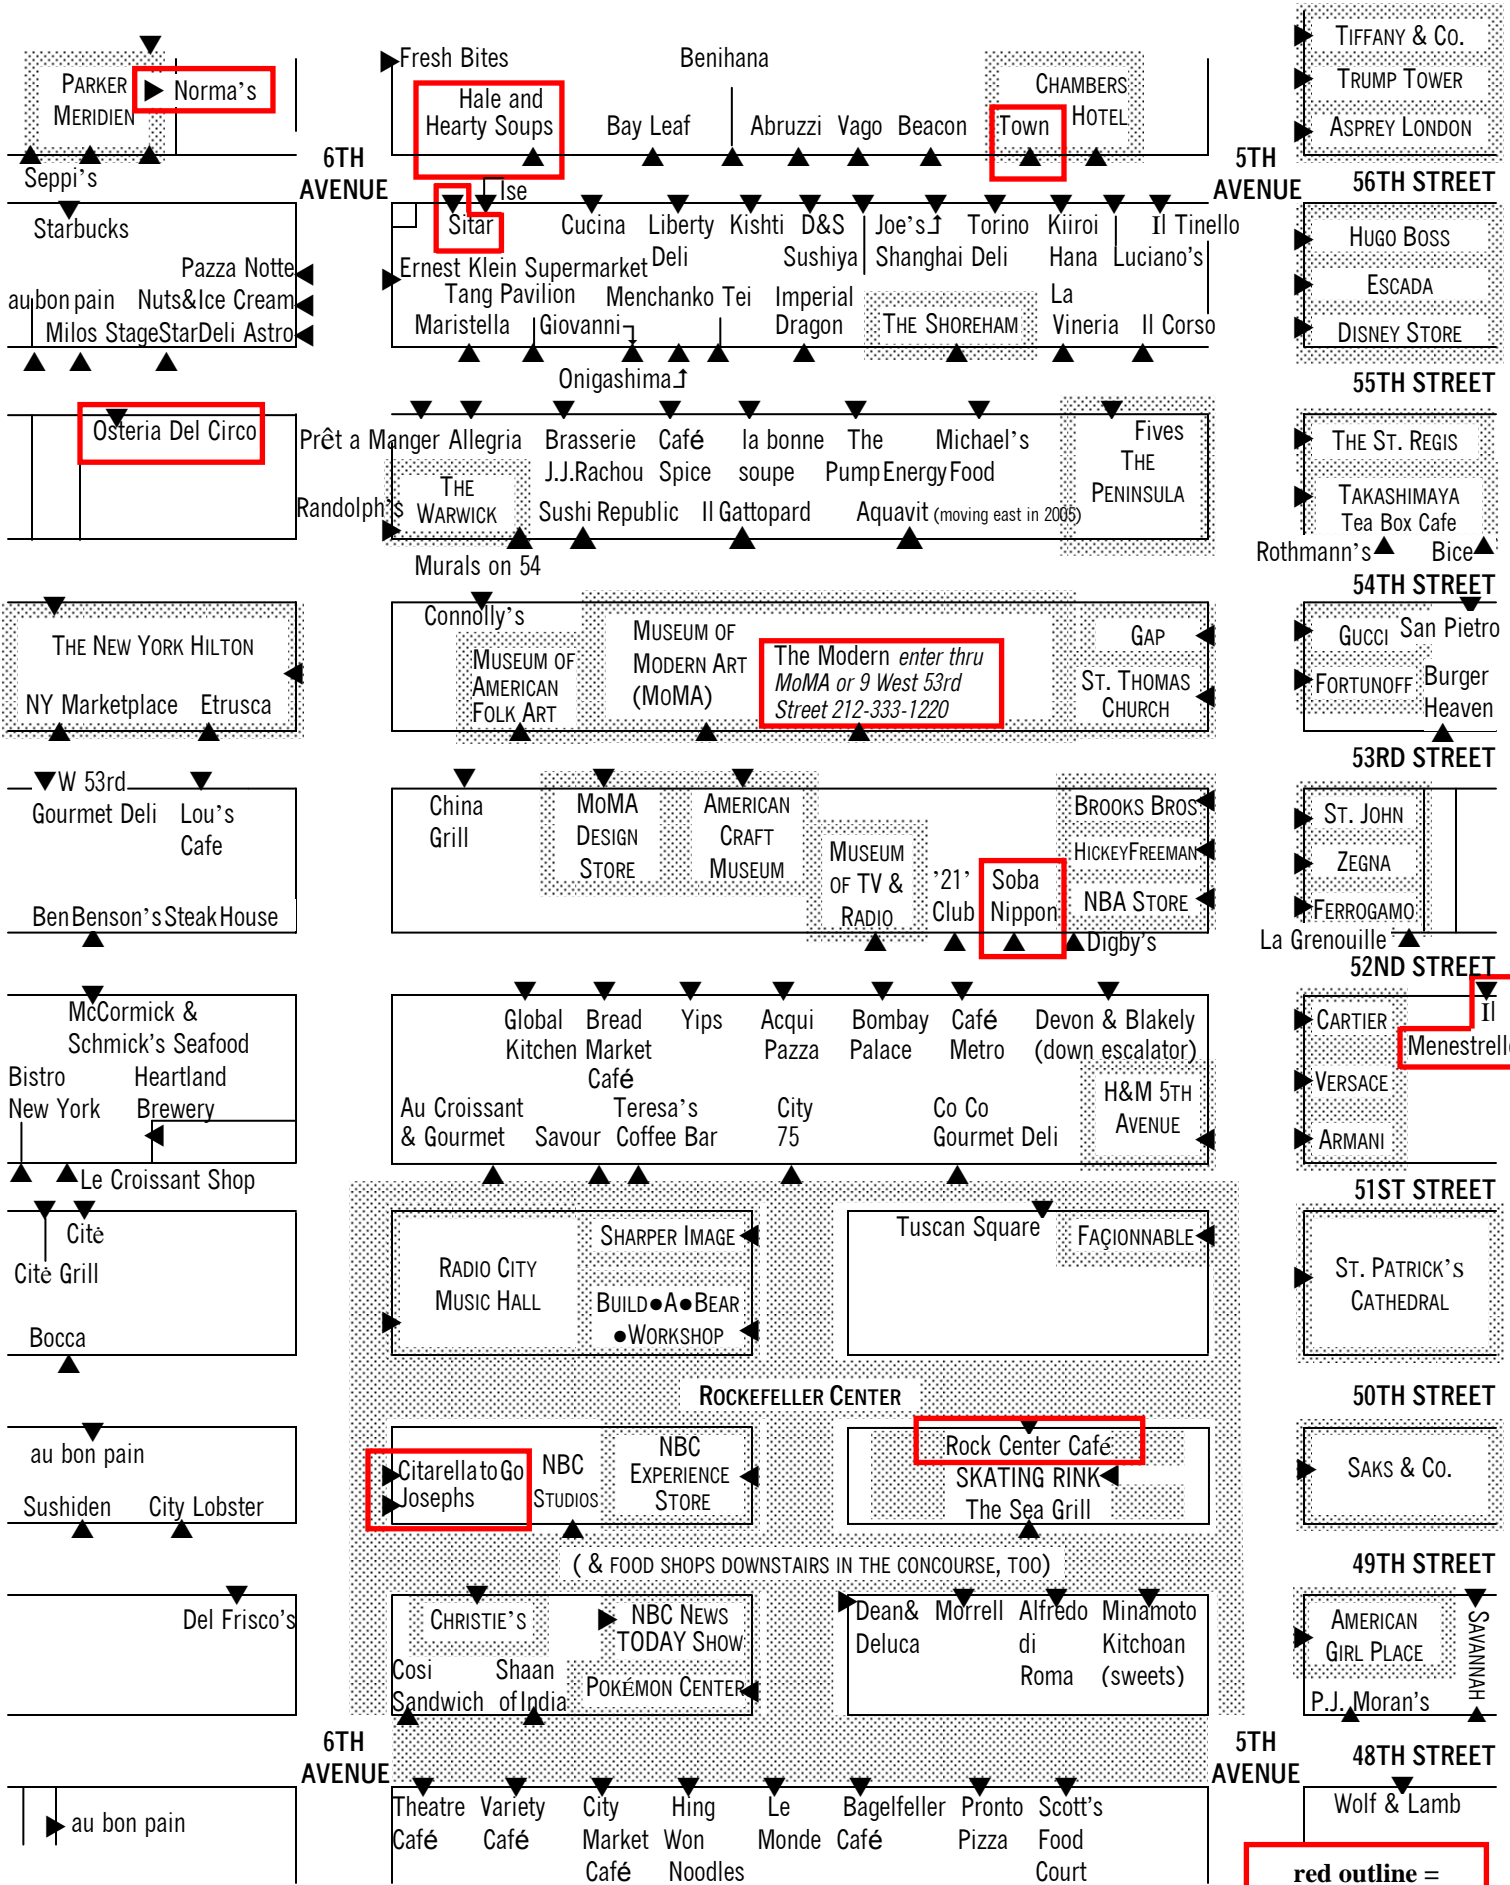 TIFFANY & CO.
Fresh Bites
Benihana
PARKER
MERIDIEN
Norma's
Hale and
Hearty Soups
Bay Leaf
Abruzzi
Vago
Beacon
Town
CHAMBERS
HOTEL
TRUMP TOWER
ASPREY LONDON
Seppi's
6TH
AVENUE
5TH
AVENUE
56TH STREET
Starbucks
Sitar
Ise
Cucina
Liberty
Deli
Kishti
D&S
Sushiya
Joe's
Shanghai Deli
Torino
Kiiroi
Hana
Luciano's
Il Tinello
HUGO BOSS
Pazza Notte
au bon pain
Nuts&Ice Cream
Milos
StageStarDeli
Astro
Ernest Klein Supermarket
Tang Pavilion
Maristella
Giovanni
Menchanko Tei
Imperial
Dragon
THE SHOREHAM
La
Vineria
Il Corso
ESCADA
DISNEY STORE
Onigashima
55TH STREET
Osteria Del Circo
Prêt a Manger
Allegria
Brasserie
J.J.Rachou
Café
Spice
la bonne
soupe
The
Pump Energy Food
Michael's
Fives
THE
PENINSULA
THE ST. REGIS
Randolph's
THE
WARWICK
Sushi Republic
Il Gattopard
Aquavit (moving east in 2005)
TAKASHIMAYA
Tea Box Cafe
Rothmann's
Bice
Murals on 54
54TH STREET
THE NEW YORK HILTON
NY Marketplace
Etrusca
Connolly's
MUSEUM OF
AMERICAN
FOLK ART
MUSEUM OF
MODERN ART
(MOMA)
The Modern enter thru
MoMA or 9 West 53rd
Street 212-333-1220
GAP
ST. THOMAS
CHURCH
GUCCI
San Pietro
FORTUNOFF
Burger
Heaven
53RD STREET
W 53rd
Gourmet Deli
Lou's
Cafe
Ben Benson's Steak House
China
Grill
MOMA
DESIGN
STORE
AMERICAN
CRAFT
MUSEUM
MUSEUM
OF TV &
RADIO
'21'
Club
Soba
Nippon
Digby's
BROOKS BROS
HICKEYFREEMAN
NBA STORE
ST. JOHN
ZEGNA
FERROGAMO
La Grenouille
52ND STREET
McCormick &
Schmick's Seafood
Bistro
New York
Heartland
Brewery
Le Croissant Shop
Global
Kitchen
Bread
Market
Café
Yips
Acqui
Pazza
Bombay
Palace
Café
Metro
Devon & Blakely
(down escalator)
Au Croissant
& Gourmet
Savour
Teresa's
Coffee Bar
City
75
Co Co
Gourmet Deli
H&M 5TH
AVENUE
CARTIER
Il
Menestrello
VERSACE
ARMANI
51ST STREET
Cité
Cité Grill
Bocca
RADIO CITY
MUSIC HALL
SHARPER IMAGE
BUILD●A●BEAR
●WORKSHOP
Tuscan Square
FAÇIONNABLE
ST. PATRICK'S
CATHEDRAL
ROCKEFELLER CENTER
50TH STREET
au bon pain
Sushiden
City Lobster
Citarella to Go
Josephs
NBC
STUDIOS
NBC
EXPERIENCE
STORE
Rock Center Café
SKATING RINK
The Sea Grill
SAKS & CO.
( & FOOD SHOPS DOWNSTAIRS IN THE CONCOURSE, TOO)
49TH STREET
Del Frisco's
CHRISTIE'S
NBC NEWS
TODAY SHOW
Cosi
Sandwich
Shaan
of India
POKÉMON CENTER
Dean&
Deluca
Morrell
Alfredo
di
Roma
Minamoto
Kitchoan
(sweets)
AMERICAN
GIRL PLACE
SAVANNAH
P.J. Moran's
6TH
AVENUE
5TH
AVENUE
48TH STREET
au bon pain
Theatre
Café
Variety
Café
City
Market
Café
Hing
Won
Noodles
Le
Monde
Bagelfeller
Café
Pronto
Pizza
Scott's
Food
Court
Wolf & Lamb
red outline =